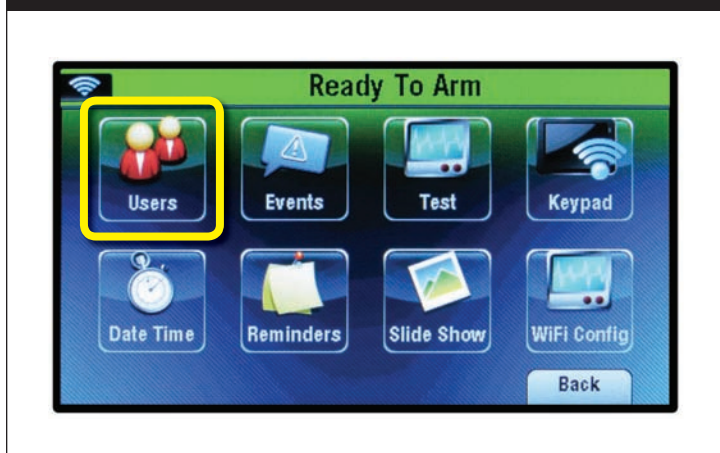 Ready To Arm
Users Events Test Keypad
Date Time Reminders Slide Show WiFi Config
Back